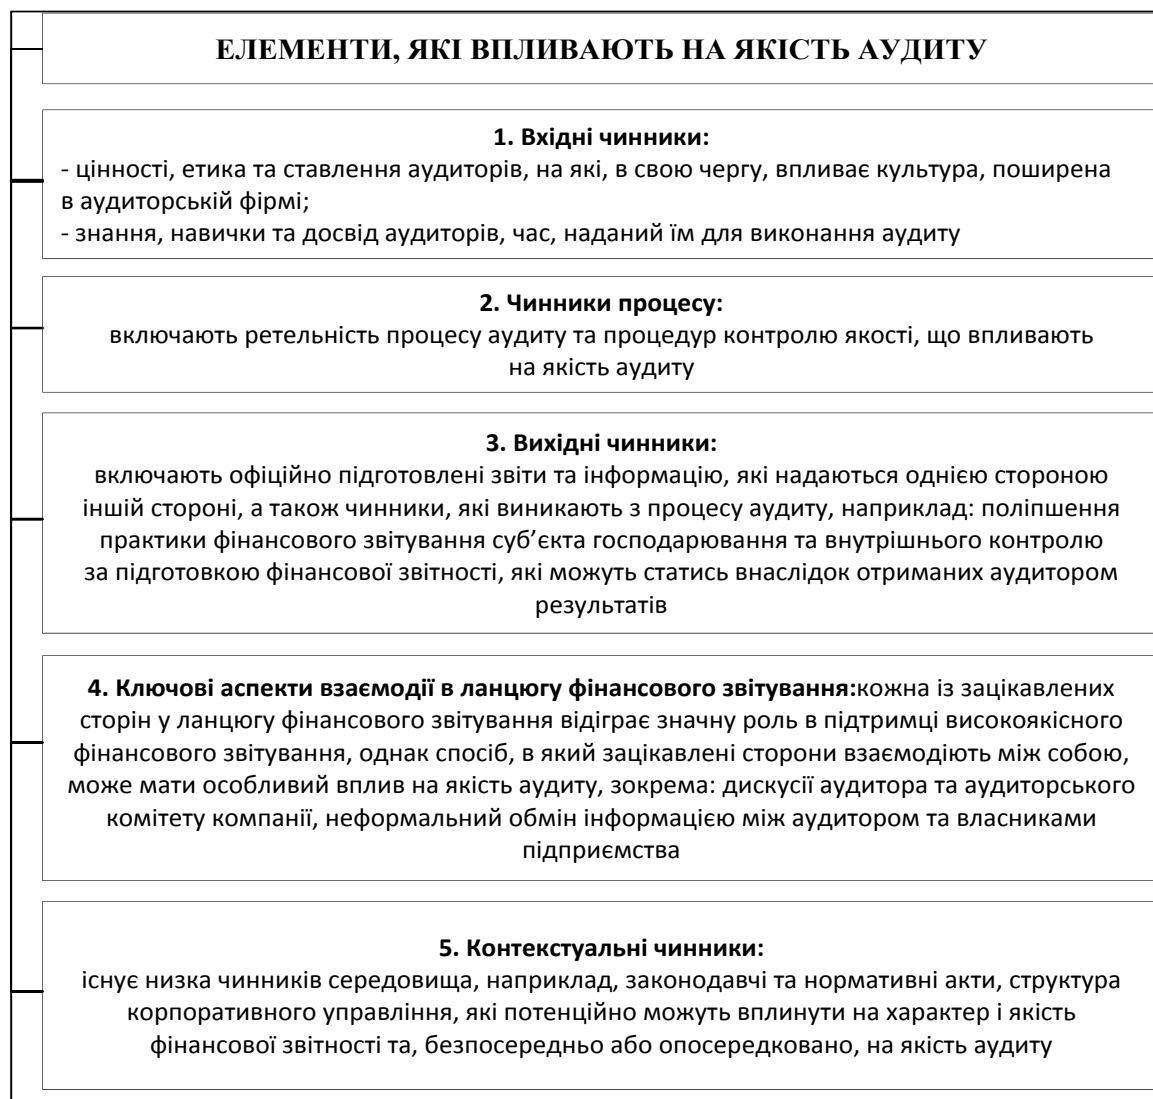 ЕЛЕМЕНТИ, ЯКІ ВПЛИВАЮТЬ НА ЯКІСТЬ АУДИТУ
1. Вхідні чинники:
- цінності, етика та ставлення аудиторів, на які, в свою чергу, впливає культура, поширена
в аудиторській фірмі;
- знання, навички та досвід аудиторів, час, наданий їм для виконання аудиту
2. Чинники процесу:
включають ретельність процесу аудиту та процедур контролю якості, що впливають
на якість аудиту
3. Вихідні чинники:
включають офіційно підготовлені звіти та інформацію, які надаються однією стороною
іншій стороні, а також чинники, які виникають з процесу аудиту, наприклад: поліпшення
практики фінансового звітування суб’єкта господарювання та внутрішнього контролю
за підготовкою фінансової звітності, які можуть статись внаслідок отриманих аудитором
результатів
4. Ключові аспекти взаємодії в ланцюгу фінансового звітування:кожна із зацікавлених
сторін у ланцюгу фінансового звітування відіграє значну роль в підтримці високоякісного
фінансового звітування, однак спосіб, в який зацікавлені сторони взаємодіють між собою,
може мати особливий вплив на якість аудиту, зокрема: дискусії аудитора та аудиторського
комітету компанії, неформальний обмін інформацією між аудитором та власниками
підприємства
5. Контекстуальні чинники:
існує низка чинників середовища, наприклад, законодавчі та нормативні акти, структура
корпоративного управління, які потенційно можуть вплинути на характер і якість
фінансової звітності та, безпосередньо або опосередковано, на якість аудиту